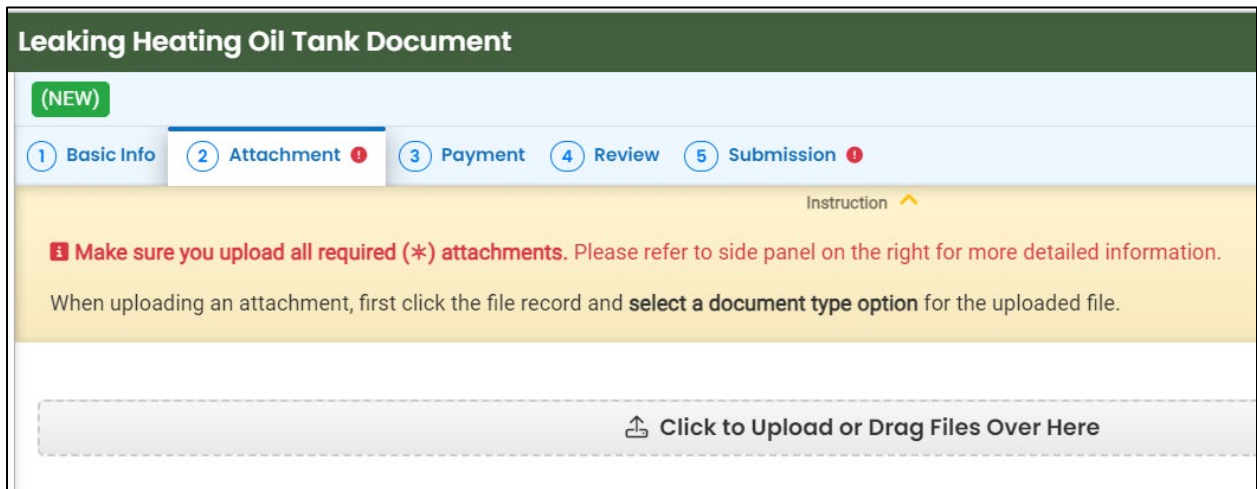 Leaking Heating Oil Tank Document
(NEW)
1 Basic Info 2 Attachment 3 Payment 4 Review 5 Submission
Instruction
Make sure you upload all required (*) attachments. Please refer to side panel on the right for more detailed information.
When uploading an attachment, first click the file record and select a document type option for the uploaded file.
Click to Upload or Drag Files Over Here